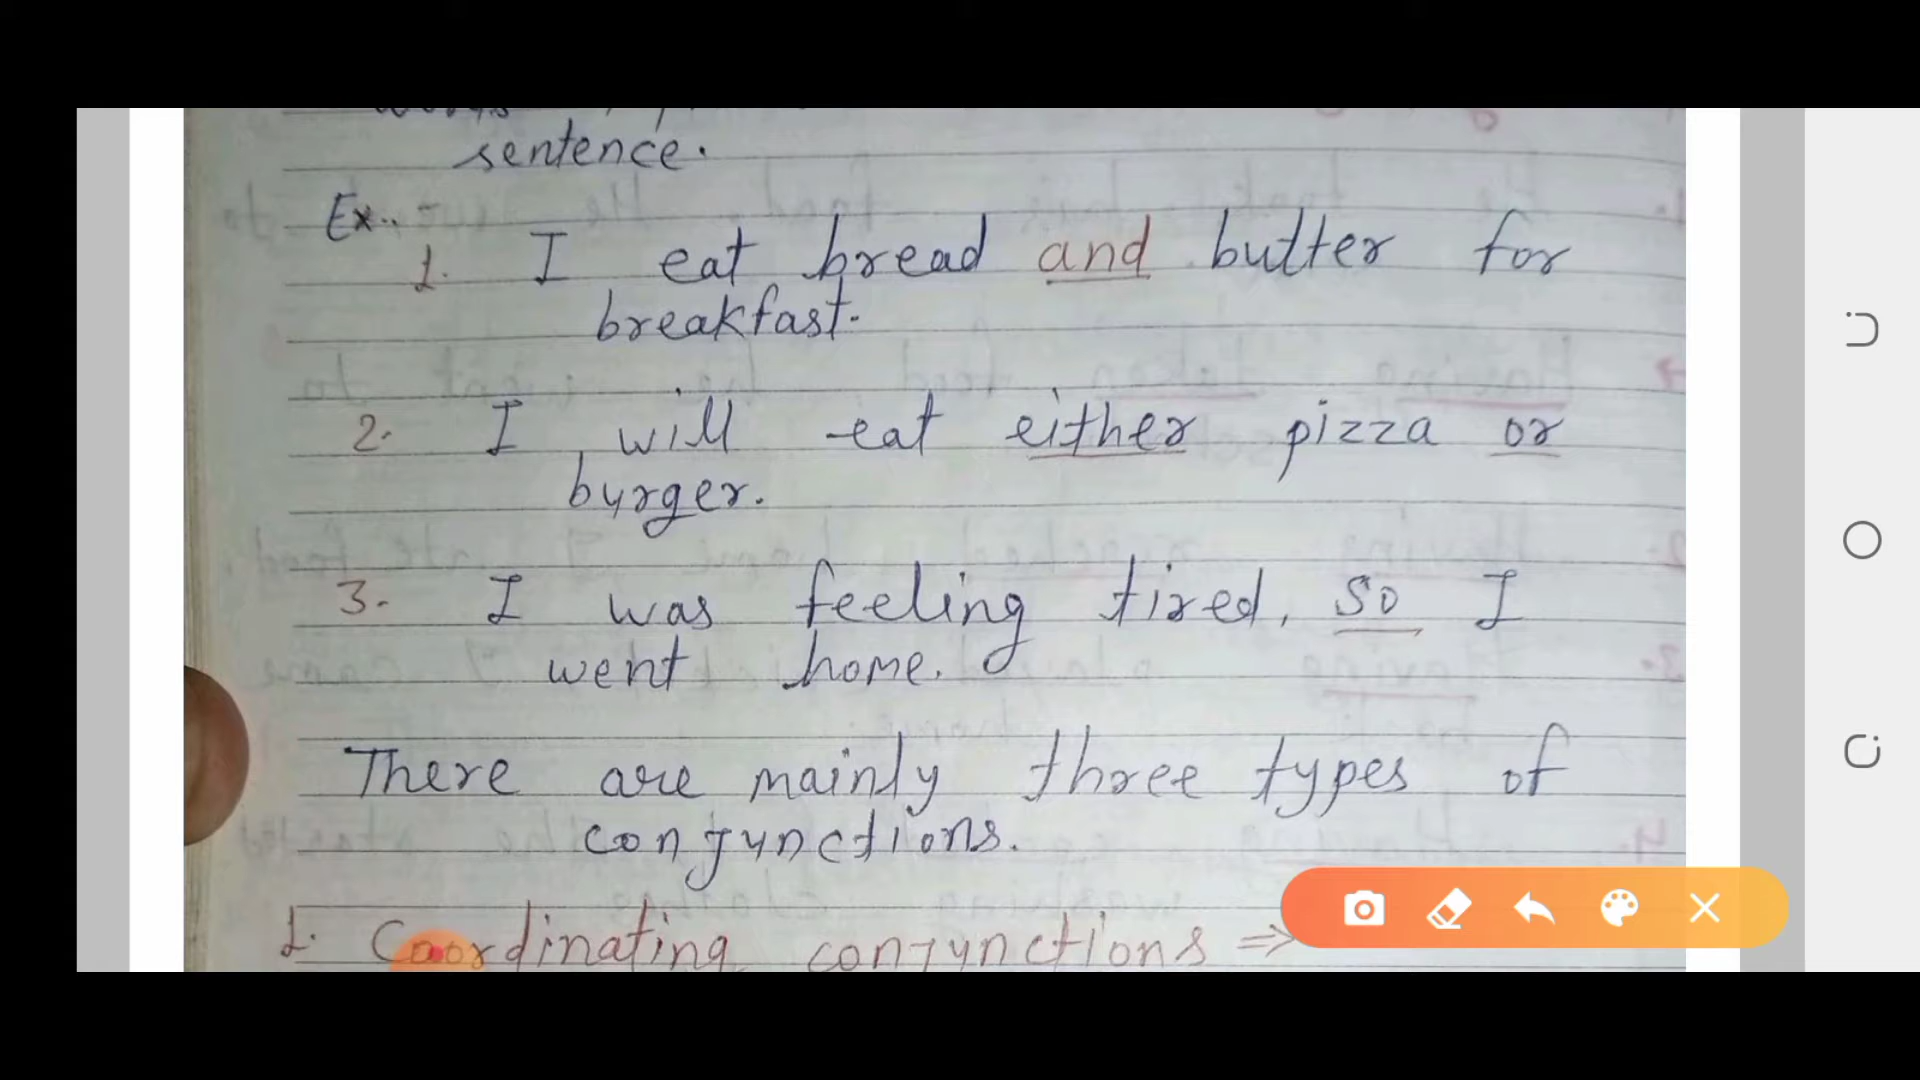 sentence.
Ex..
1. I eat bread and butter for
breakfast.
2. I will eat either pizza or
burger.
3. I was feeling tired, so I
went home.
There are mainly three types of
conjunctions.
1. Coordinating conjunctions ⇒